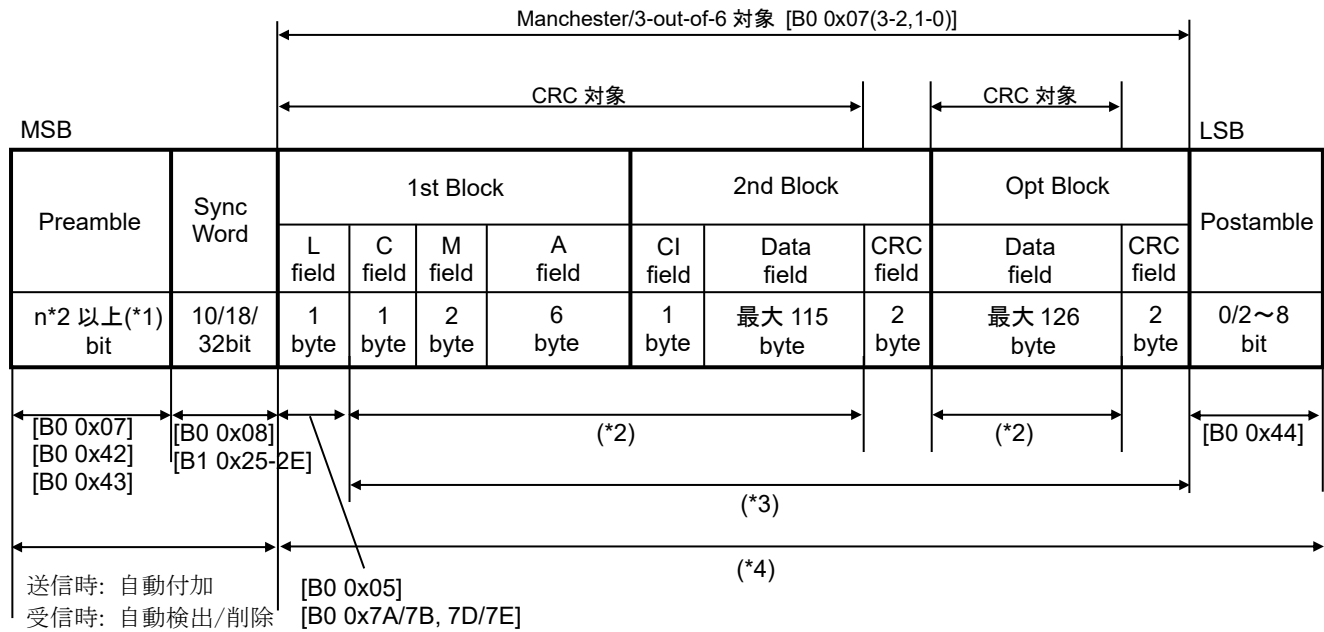 Manchester/3-out-of-6 対象 [B0 0x07(3-2,1-0)]
CRC 対象
CRC 対象
MSB
LSB
Preamble
Sync
Word
1st Block
2nd Block
Opt Block
Postamble
L
field
C
field
M
field
A
field
CI
field
Data
field
CRC
field
Data
field
CRC
field
n*2 以上(*1)
bit
10/18/
32bit
1
byte
1
byte
2
byte
6
byte
1
byte
最大 115
byte
2
byte
最大 126
byte
2
byte
0/2～8
bit
[B0 0x07]
[B0 0x42]
[B0 0x43]
[B0 0x08]
[B1 0x25-2E]
(*2)
(*2)
[B0 0x44]
(*3)
(*4)
送信時: 自動付加
受信時: 自動検出/削除
[B0 0x05]
[B0 0x7A/7B, 7D/7E]